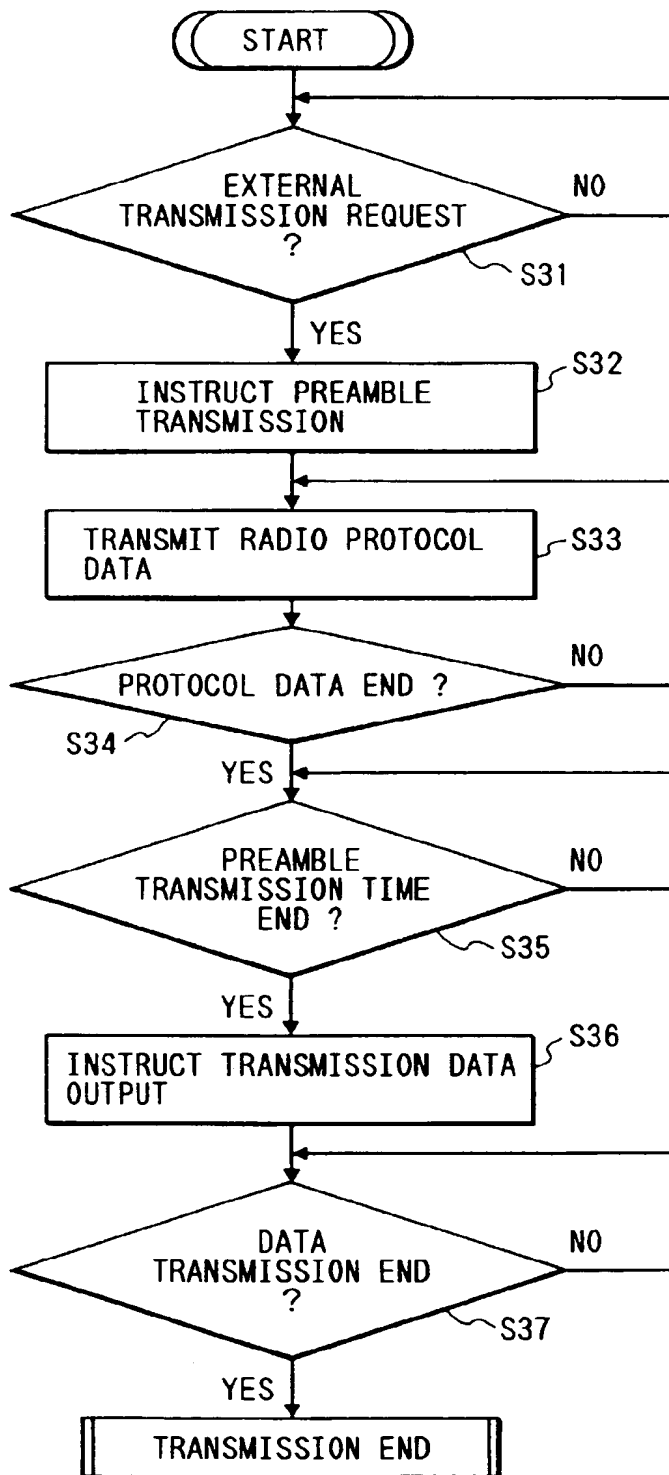 START
EXTERNAL
TRANSMISSION REQUEST
?
NO
S31
YES
S32
INSTRUCT PREAMBLE
TRANSMISSION
TRANSMIT RADIO PROTOCOL
DATA
S33
NO
PROTOCOL DATA END ?
S34
YES
PREAMBLE
TRANSMISSION TIME
END ?
NO
S35
YES
S36
INSTRUCT TRANSMISSION DATA
OUTPUT
DATA
TRANSMISSION END
?
NO
S37
YES
TRANSMISSION END